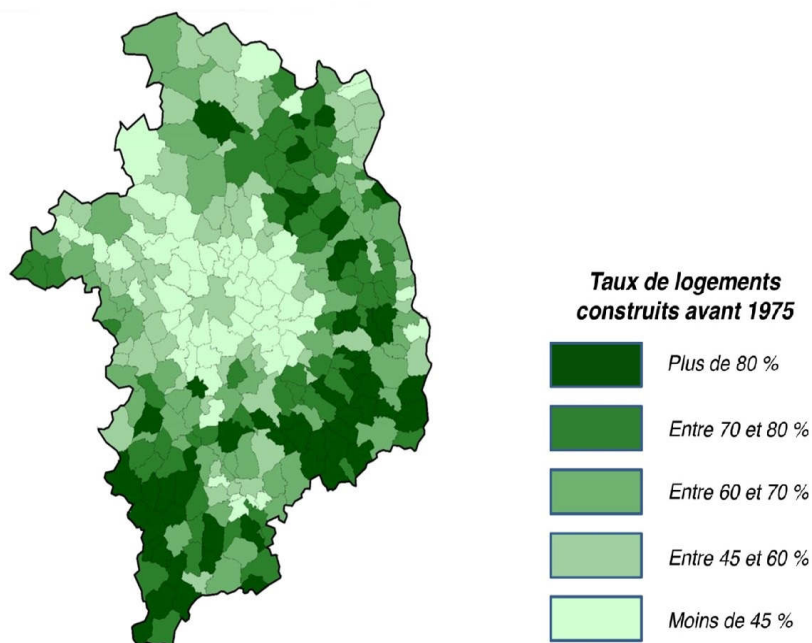 Taux de logements
construits avant 1975
Plus de 80 %
Entre 70 et 80 %
Entre 60 et 70 %
Entre 45 et 60 %
Moins de 45 %